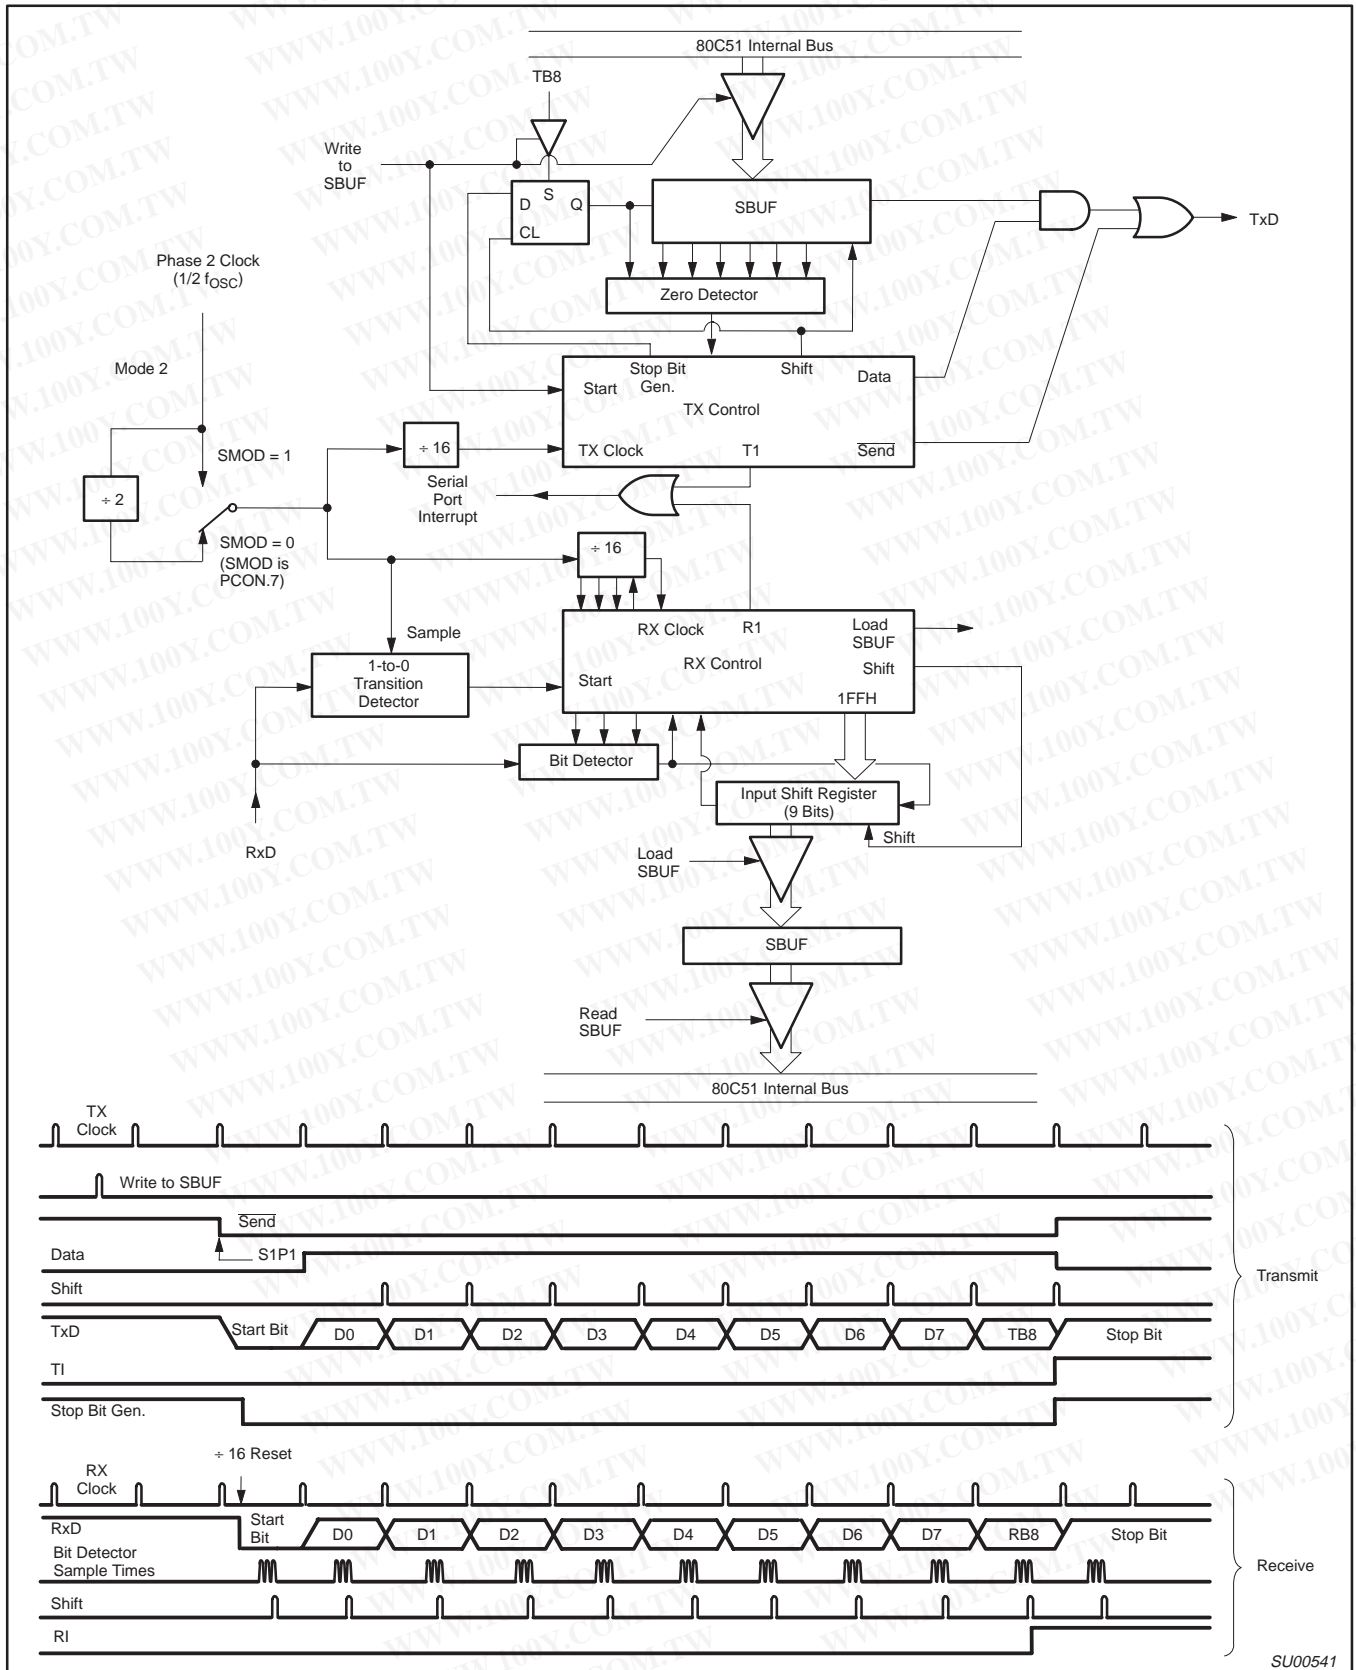 80C51 Internal Bus
TB8
Write
to
SBUF
S
D
Q
CL
SBUF
TxD
Phase 2 Clock
(1/2 fOSC)
Zero Detector
Mode 2
Stop Bit
Gen.
Shift
Data
Start
TX Control
SMOD = 1
÷ 16
TX Clock
T1
Send
÷ 2
Serial
Port
Interrupt
SMOD = 0
(SMOD is
PCON.7)
÷ 16
Sample
RX Clock
R1
Load
SBUF
RX Control
Shift
1-to-0
Transition
Detector
Start
1FFH
Bit Detector
Input Shift Register
(9 Bits)
Shift
RxD
Load
SBUF
SBUF
Read
SBUF
80C51 Internal Bus
TX
Clock
Write to SBUF
Send
Data
S1P1
Shift
Transmit
TxD
Start Bit
D0
D1
D2
D3
D4
D5
D6
D7
TB8
Stop Bit
TI
Stop Bit Gen.
÷ 16 Reset
RX
Clock
RxD
Start
Bit
D0
D1
D2
D3
D4
D5
D6
D7
RB8
Stop Bit
Bit Detector
Sample Times
Receive
Shift
RI
SU00541
WWW.100Y.COM.TW